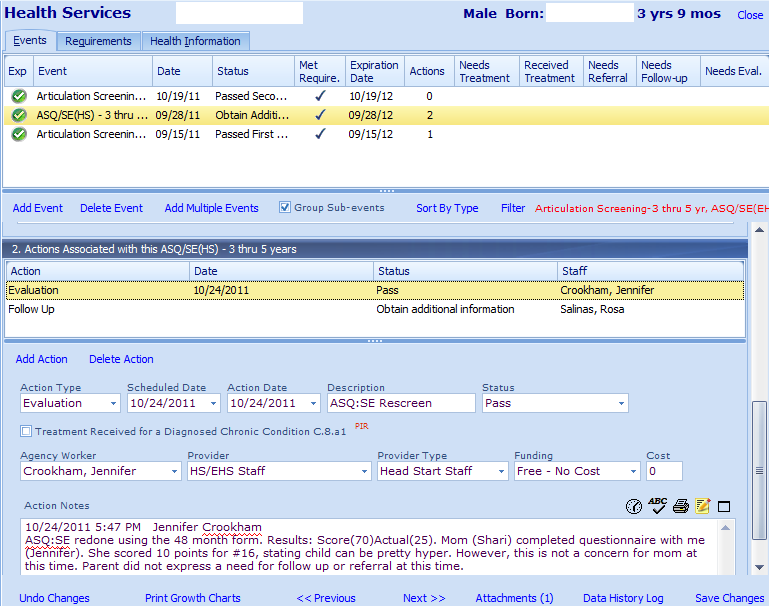 Health Services Male Born: 3 yrs 9 mos Close
Events Requirements Health Information
Exp Event Date Status Met Require. Expiration Date Actions Needs Treatment Received Treatment Needs Referral Needs Follow-up Needs Eval.
Articulation Screenin... 10/19/11 Passed Seco... ✓ 10/19/12 0
ASQ/SE(HS) - 3 thru ... 09/28/11 Obtain Additi... ✓ 09/28/12 2
Articulation Screenin... 09/15/11 Passed First ... ✓ 09/15/12 1
Add Event Delete Event Add Multiple Events Group Sub-events Sort By Type Filter Articulation Screening-3 thru 5 yr, ASQ/SE(EH
2. Actions Associated with this ASQ/SE(HS) - 3 thru 5 years
Action Date Status Staff
Evaluation 10/24/2011 Pass Crookham, Jennifer
Follow Up Obtain additional information Salinas, Rosa
Add Action Delete Action
Action Type Scheduled Date Action Date Description Status
Evaluation 10/24/2011 10/24/2011 ASQ:SE Rescreen Pass
Treatment Received for a Diagnosed Chronic Condition C.8.a1 PIR
Agency Worker Provider Provider Type Funding Cost
Crookham, Jennifer HS/EHS Staff Head Start Staff Free - No Cost 0
Action Notes ABC
10/24/2011 5:47 PM Jennifer Crookham
ASQ:SE redone using the 48 month form. Results: Score(70)Actual(25). Mom (Shari) completed questionnaire with me
(Jennifer). She scored 10 points for #16, stating child can be pretty hyper. However, this is not a concern for mom at
this time. Parent did not express a need for follow up or referral at this time.
Undo Changes Print Growth Charts << Previous Next >> Attachments (1) Data History Log Save Changes